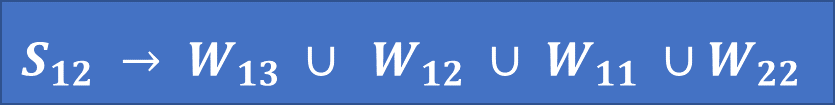 S₁₂ → W₁₃ ∪ W₁₂ ∪ W₁₁ ∪ W₂₂